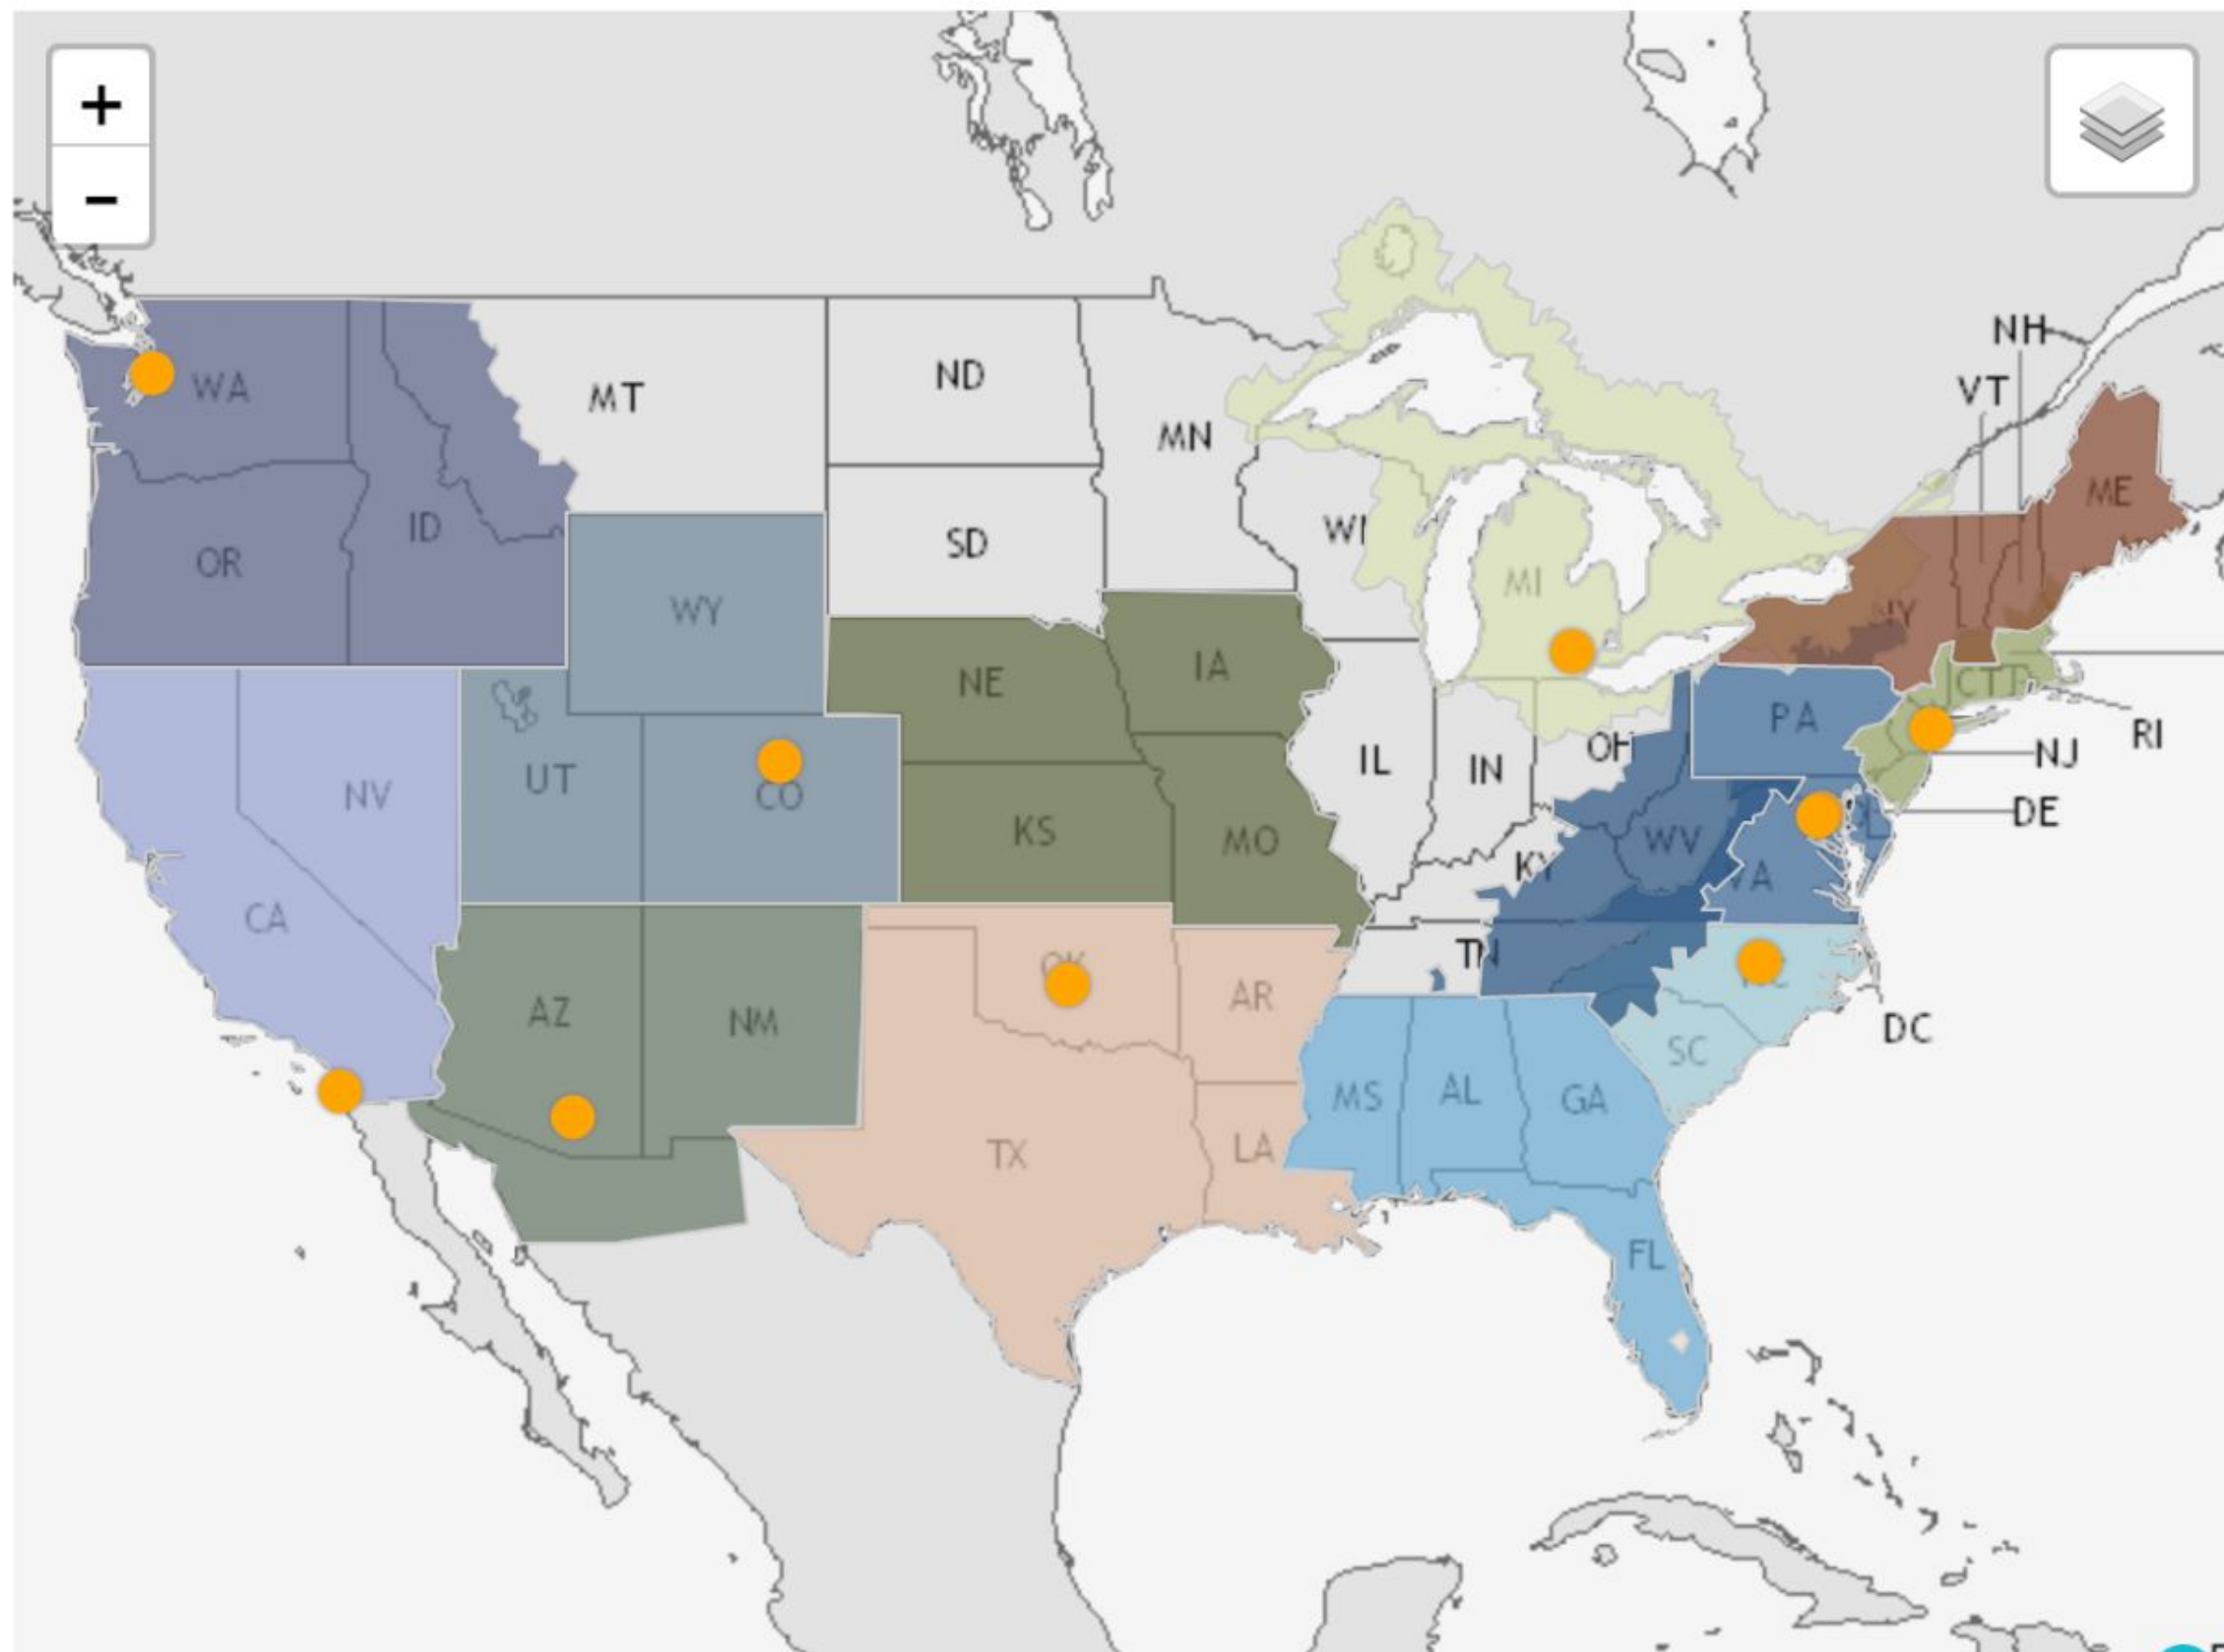 +
−
NH
VT
WA
MT
ND
MN
ME
ID
OR
SD
WI
MI
NY
WY
NE
IA
CT
PA
RI
NV
UT
CO
IL
IN
OH
NJ
DE
KS
MO
KY
WV
VA
CA
OK
TN
AR
AZ
NM
SC
DC
MS
AL
GA
TX
LA
FL